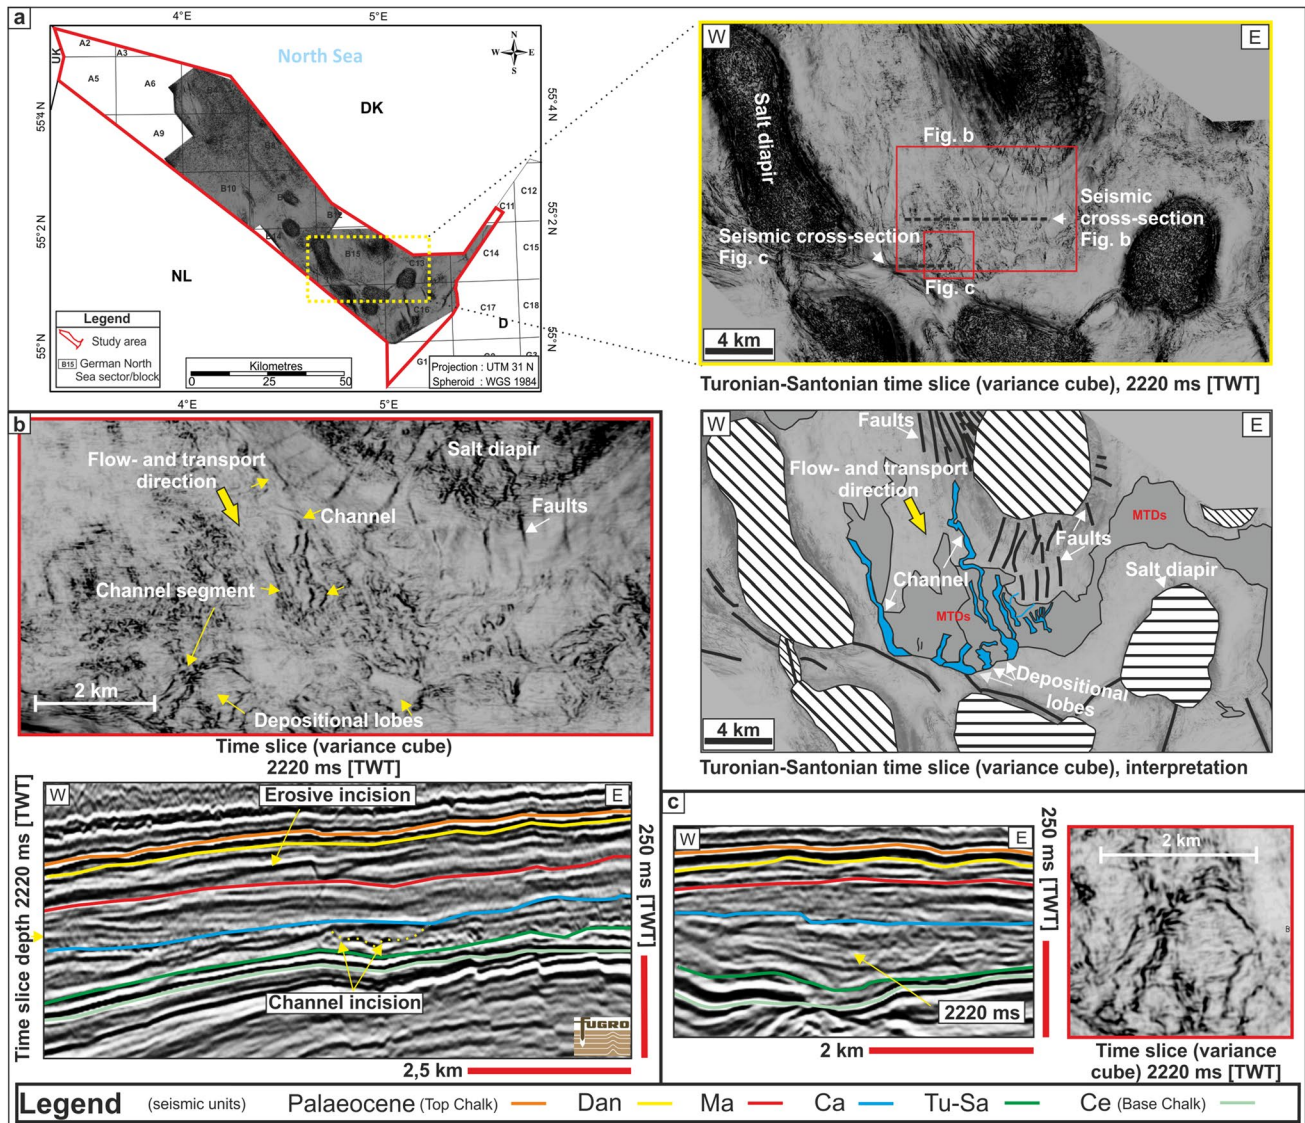 a
4°E
5°E
North Sea
N
W E
S
UK
A2
A3
A5
A6
A9
B4
DK
55°4 N
55°4 N
B10
B12
C12
C11
55°2 N
55°2 N
B14
B15
C13
C14
C15
NL
C16
C17
C18
D
55°N
55°N
G1
Legend
Study area
B15 German North
Sea sector/block
Kilometres
0 25 50
Projection : UTM 31 N
Spheroid : WGS 1984
4°E
5°E
W
E
Salt diapir
Fig. b
Seismic
cross-section
Fig. b
Seismic cross-section
Fig. c
Fig. c
4 km
Turonian-Santonian time slice (variance cube), 2220 ms [TWT]
W
E
Faults
Flow- and transport
direction
MTDs
Faults
Channel
Salt diapir
MTDs
Depositional
lobes
4 km
Turonian-Santonian time slice (variance cube), interpretation
b
Flow- and transport
direction
Salt diapir
Channel
Faults
Channel segment
2 km
Depositional lobes
Time slice (variance cube)
2220 ms [TWT]
Time slice depth 2220 ms [TWT]
W
E
Erosive incision
Channel incision
FUGRO
250 ms [TWT]
2,5 km
c
W
E
2220 ms
250 ms [TWT]
2 km
2 km
Time slice (variance
cube) 2220 ms [TWT]
Legend (seismic units) Palaeocene (Top Chalk) Dan Ma Ca Tu-Sa Ce (Base Chalk)